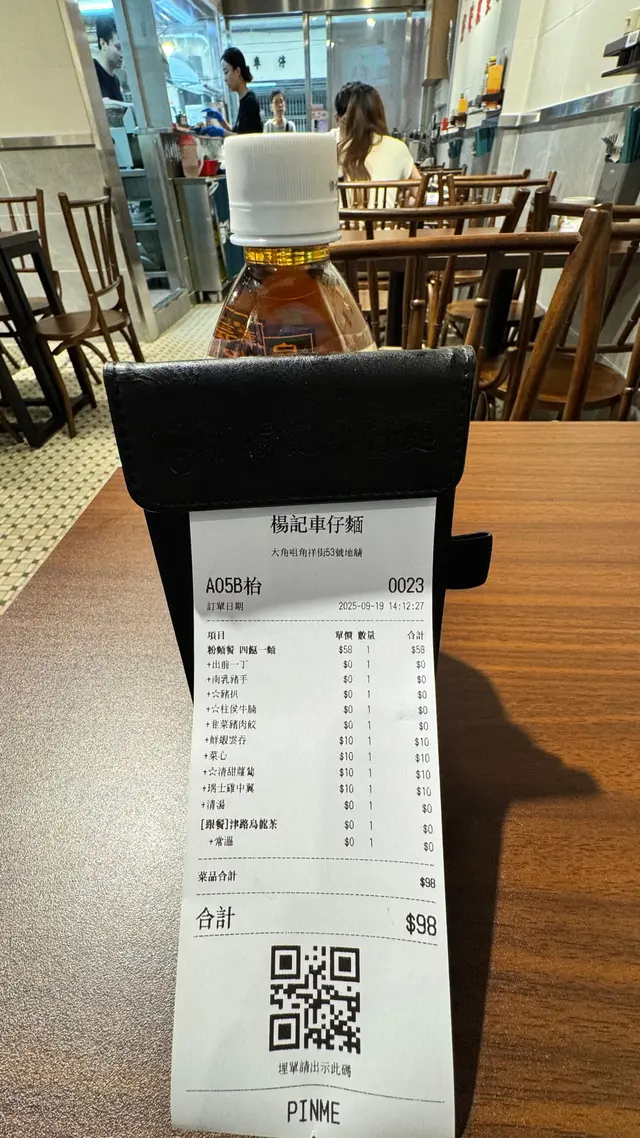 楊記車仔麵
楊記車仔麵
大角咀角祥街53號地舖
A05B枱 0023
訂單日期 2025-09-19 14:12:27
項目 單價 數量 合計
粉麵餐 四餸一麵 $58 1 $58
+出前一丁 $0 1 $0
+南乳豬手 $0 1 $0
+☆豬扒 $0 1 $0
+☆柱侯牛腩 $0 1 $0
+韭菜豬肉餃 $0 1 $0
+鮮蝦雲吞 $10 1 $10
+菜心 $10 1 $10
+☆清甜蘿蔔 $10 1 $10
+瑞士雞中翼 $10 1 $10
+清湯 $0 1 $0
[跟餐]津路烏龍茶 $0 1 $0
+常溫 $0 1 $0
菜品合計 $98
合計 $98
埋單請出示此碼
PINME